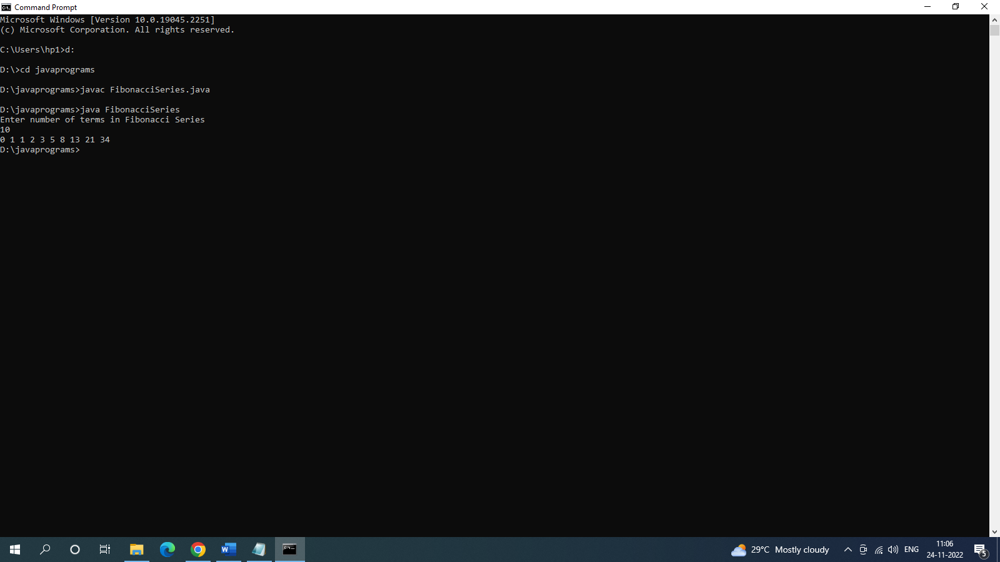 Command Prompt
Microsoft Windows [Version 10.0.19045.2251]
(c) Microsoft Corporation. All rights reserved.
C:\Users\hp1>d:
D:\>cd javaprograms
D:\javaprograms>javac FibonacciSeries.java
D:\javaprograms>java FibonacciSeries
Enter number of terms in Fibonacci Series
10
0 1 1 2 3 5 8 13 21 34
D:\javaprograms>
29°C Mostly cloudy
ENG
11:06
24-11-2022
5